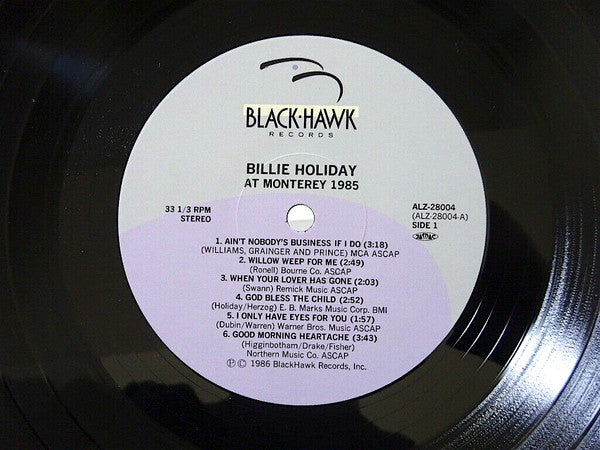 BLACK·HAWK
RECORDS
BILLIE HOLIDAY
AT MONTEREY 1985
33 1/3 RPM
STEREO
ALZ-28004
(ALZ-28004-A)
SIDE 1
1. AIN'T NOBODY'S BUSINESS IF I DO (3:18)
(WILLIAMS, GRAINGER AND PRINCE) MCA ASCAP
2. WILLOW WEEP FOR ME (2:49)
(Ronell) Bourne Co. ASCAP
3. WHEN YOUR LOVER HAS GONE (2:03)
(Swann) Remick Music ASCAP
4. GOD BLESS THE CHILD (2:52)
(Holiday/Herzog) E. B. Marks Music Corp. BMI
5. I ONLY HAVE EYES FOR YOU (1:57)
(Dubin/Warren) Warner Bros. Music ASCAP
6. GOOD MORNING HEARTACHE (3:43)
(Higginbotham/Drake/Fisher)
Northern Music Co. ASCAP
℗ © 1986 BlackHawk Records, Inc.